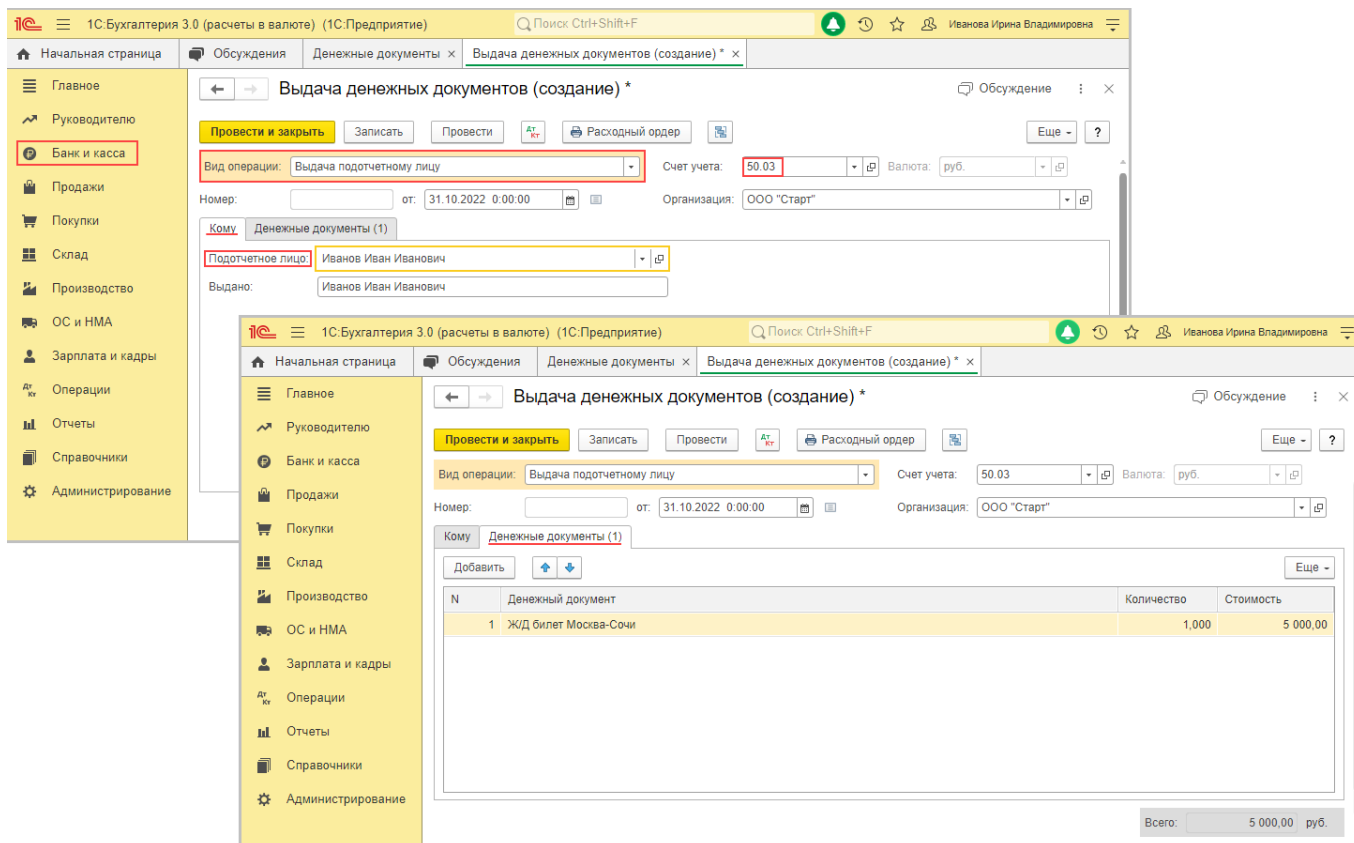 1С:Бухгалтерия 3.0 (расчеты в валюте) (1С:Предприятие) Поиск Ctrl+Shift+F Иванова Ирина Владимировна
Начальная страница Обсуждения Денежные документы × Выдача денежных документов (создание) * ×
Главное
Руководителю
Банк и касса
Продажи
Покупки
Склад
Производство
ОС и НМА
Зарплата и кадры
Операции
Отчеты
Справочники
Администрирование
Выдача денежных документов (создание) * Обсуждение
Провести и закрыть Записать Провести Дт Кт Расходный ордер Еще ?
Вид операции: Выдача подотчетному лицу Счет учета: 50.03 Валюта: руб.
Номер: от: 31.10.2022 0:00:00 Организация: ООО "Старт"
Кому Денежные документы (1)
Подотчетное лицо: Иванов Иван Иванович
Выдано: Иванов Иван Иванович
1С:Бухгалтерия 3.0 (расчеты в валюте) (1С:Предприятие) Поиск Ctrl+Shift+F Иванова Ирина Владимировна
Начальная страница Обсуждения Денежные документы × Выдача денежных документов (создание) * ×
Главное
Руководителю
Банк и касса
Продажи
Покупки
Склад
Производство
ОС и НМА
Зарплата и кадры
Операции
Отчеты
Справочники
Администрирование
Выдача денежных документов (создание) * Обсуждение
Провести и закрыть Записать Провести Дт Кт Расходный ордер Еще ?
Вид операции: Выдача подотчетному лицу Счет учета: 50.03 Валюта: руб.
Номер: от: 31.10.2022 0:00:00 Организация: ООО "Старт"
Кому Денежные документы (1)
Добавить Еще
N Денежный документ Количество Стоимость
1 Ж/Д билет Москва-Сочи 1,000 5 000,00
Всего: 5 000,00 руб.